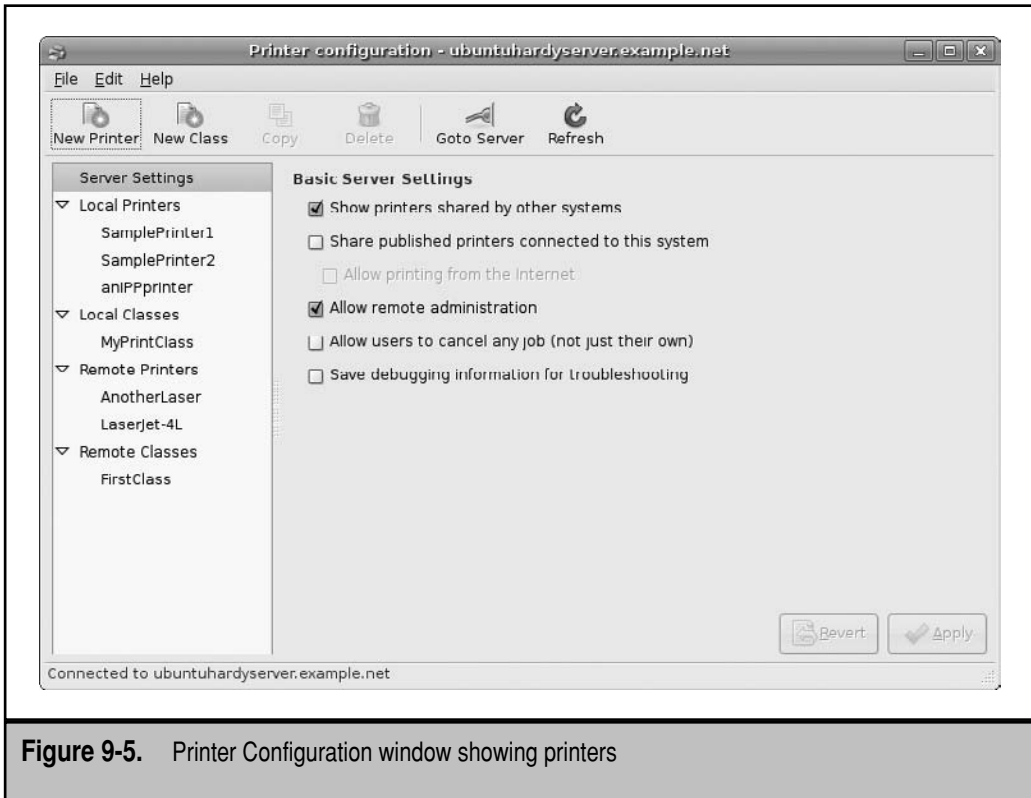 Printer configuration - ubuntuhardyserver.example.net
File Edit Help
New Printer New Class Copy Delete Goto Server Refresh
Server Settings
Local Printers
SamplePrinter1
SamplePrinter2
anIPPprinter
Local Classes
MyPrintClass
Remote Printers
AnotherLaser
LaserJet-4L
Remote Classes
FirstClass
Basic Server Settings
Show printers shared by other systems
Share published printers connected to this system
Allow printing from the Internet
Allow remote administration
Allow users to cancel any job (not just their own)
Save debugging information for troubleshooting
Revert Apply
Connected to ubuntuhardyserver.example.net
Figure 9-5. Printer Configuration window showing printers